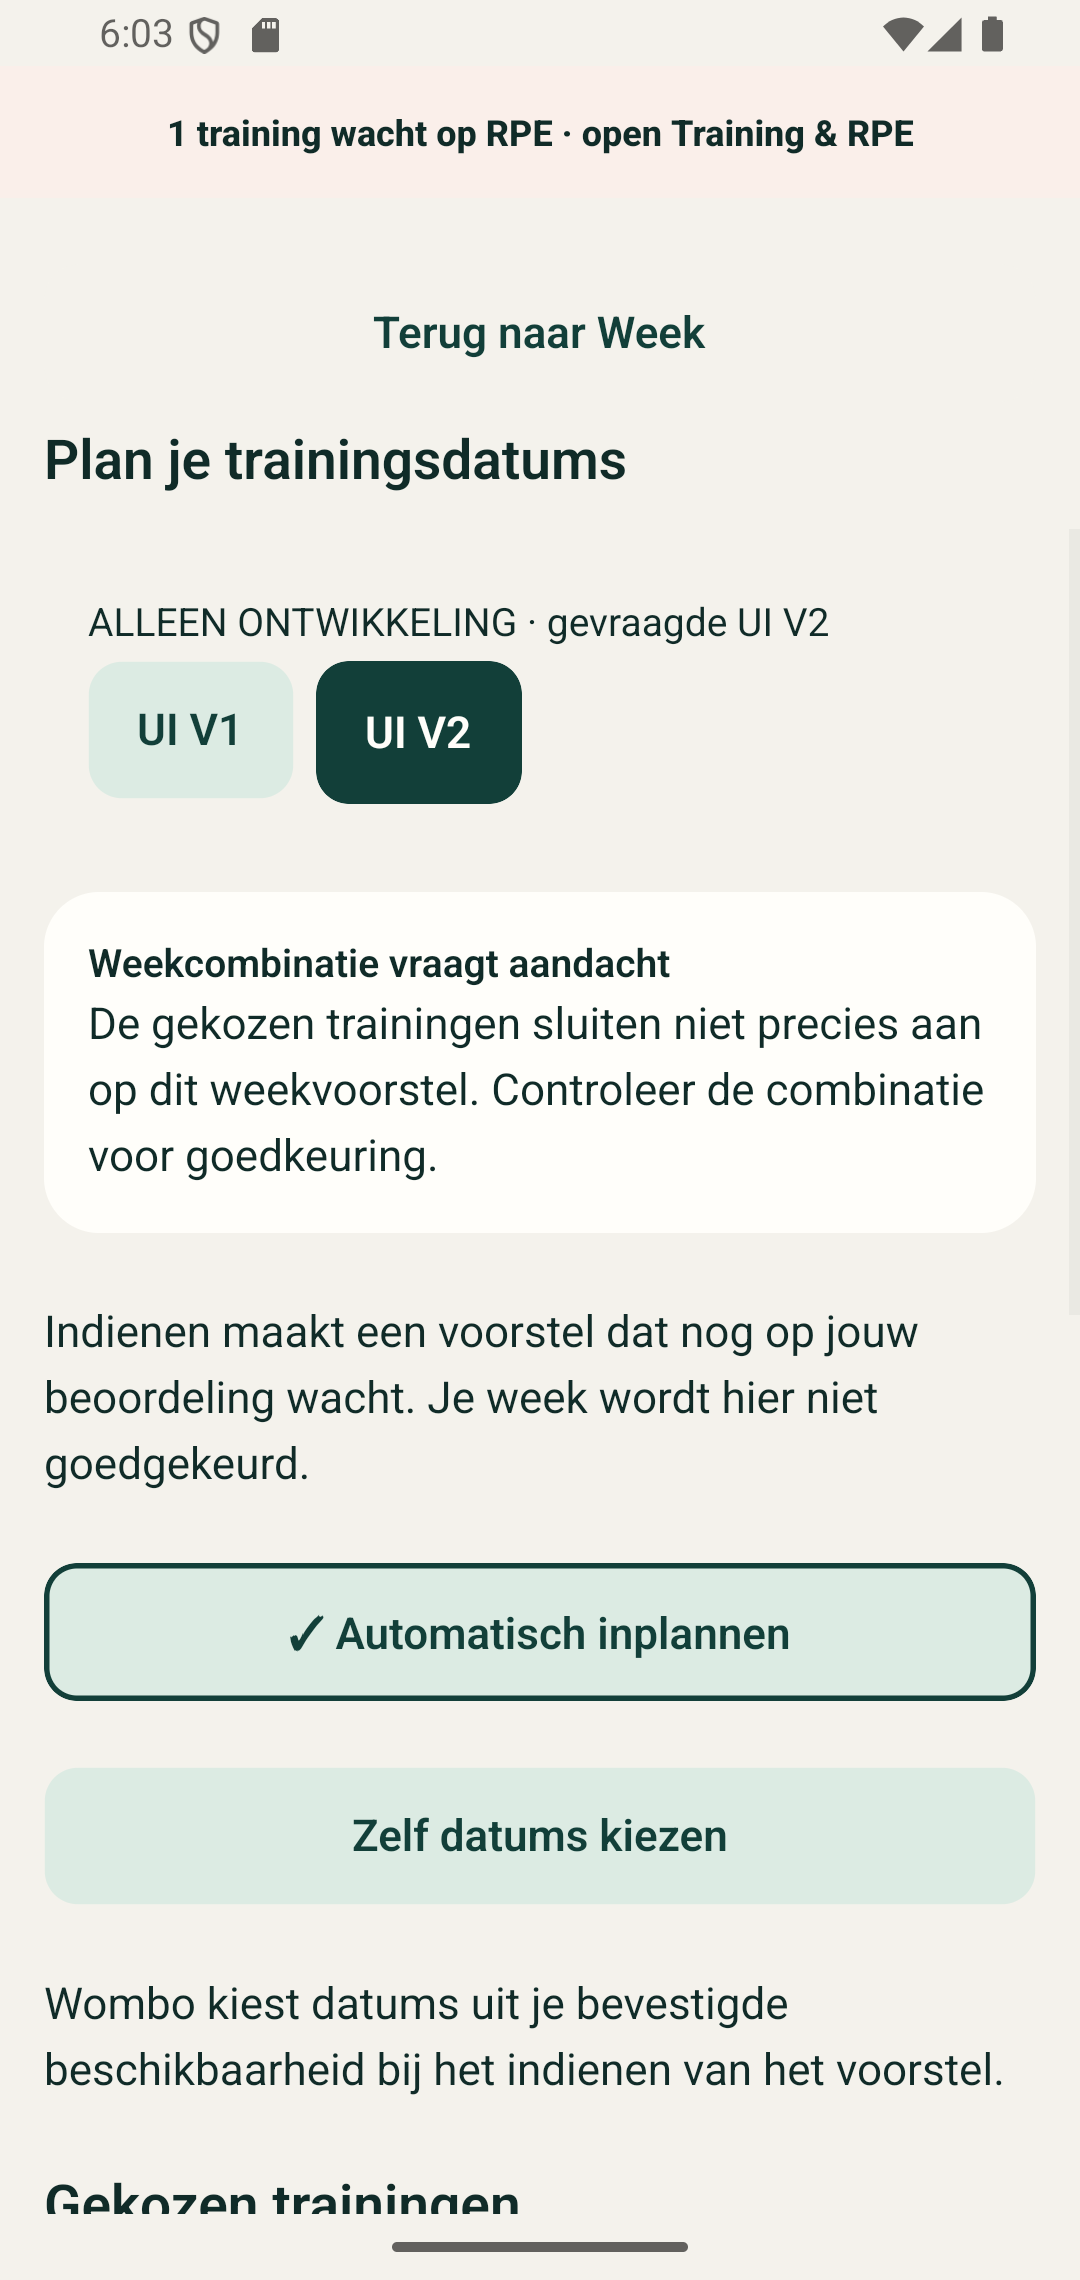 6:03
1 training wacht op RPE · open Training & RPE
Terug naar Week
Plan je trainingsdatums
ALLEEN ONTWIKKELING · gevraagde UI V2
UI V1
UI V2
Weekcombinatie vraagt aandacht
De gekozen trainingen sluiten niet precies aan
op dit weekvoorstel. Controleer de combinatie
voor goedkeuring.
Indienen maakt een voorstel dat nog op jouw
beoordeling wacht. Je week wordt hier niet
goedgekeurd.
✓ Automatisch inplannen
Zelf datums kiezen
Wombo kiest datums uit je bevestigde
beschikbaarheid bij het indienen van het voorstel.
Gekozen trainingen